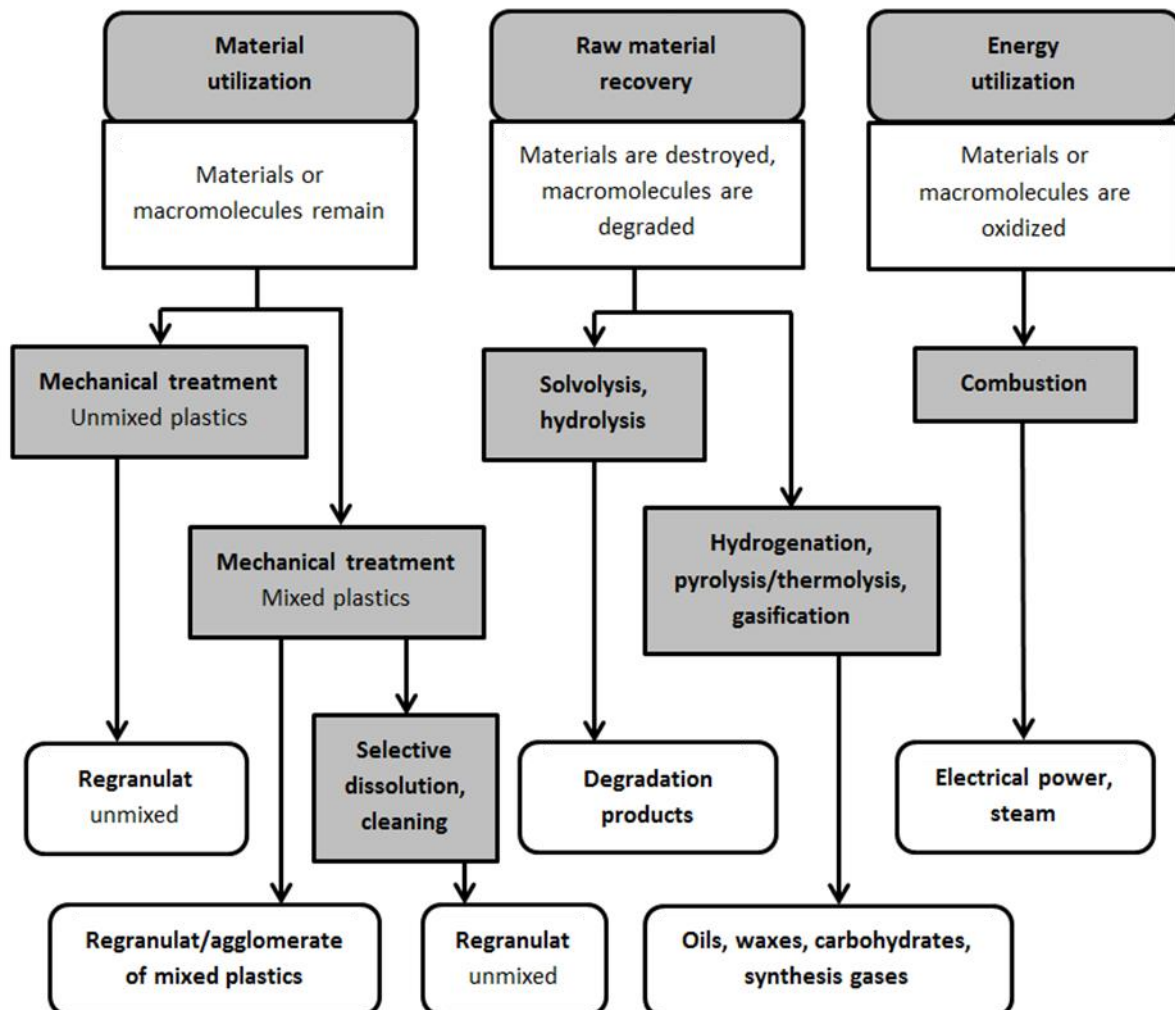 Material
utilization
Materials or
macromolecules remain
Raw material
recovery
Materials are destroyed,
macromolecules are
degraded
Energy
utilization
Materials or
macromolecules are
oxidized
Mechanical treatment
Unmixed plastics
Solvolysis,
hydrolysis
Combustion
Mechanical treatment
Mixed plastics
Hydrogenation,
pyrolysis/thermolysis,
gasification
Selective
dissolution,
cleaning
Regranulat
unmixed
Degradation
products
Electrical power,
steam
Regranulat/agglomerate
of mixed plastics
Regranulat
unmixed
Oils, waxes, carbohydrates,
synthesis gases